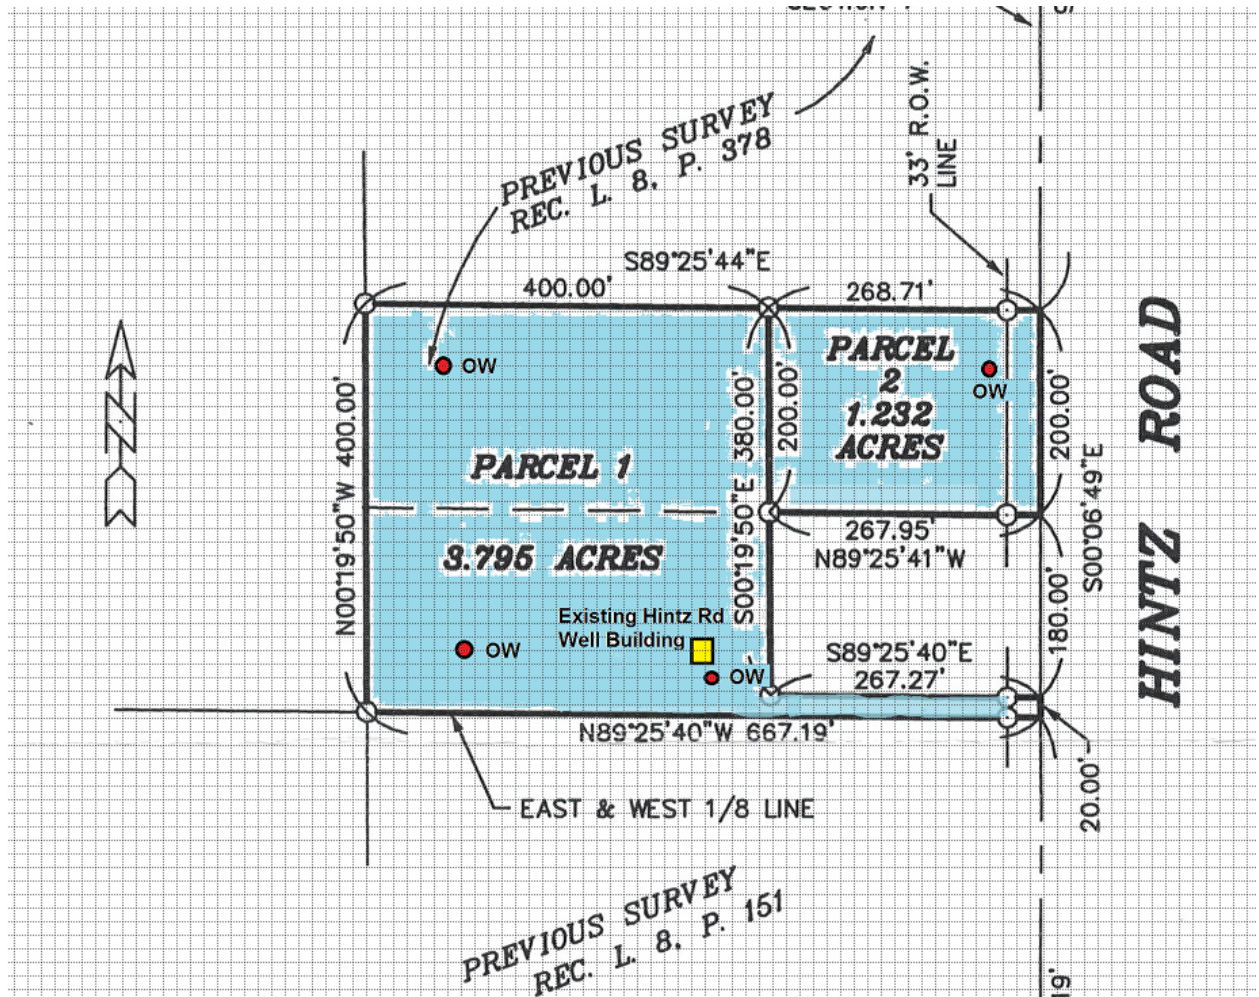 PREVIOUS SURVEY
REC. L. 8, P. 378
33' R.O.W.
LINE
S89°25'44"E
400.00'
268.71'
OW
PARCEL
2
1.232
ACRES
OW
N00°19'50"W 400.00'
S00°19'50"E 380.00'
200.00'
200.00'
S00°06'49"E
HINTZ ROAD
N
PARCEL 1
3.795 ACRES
267.95'
N89°25'41"W
180.00'
Existing Hintz Rd
Well Building
OW
OW
S89°25'40"E
267.27'
N89°25'40"W 667.19'
20.00'
EAST & WEST 1/8 LINE
PREVIOUS SURVEY
REC. L. 8, P. 151
19'